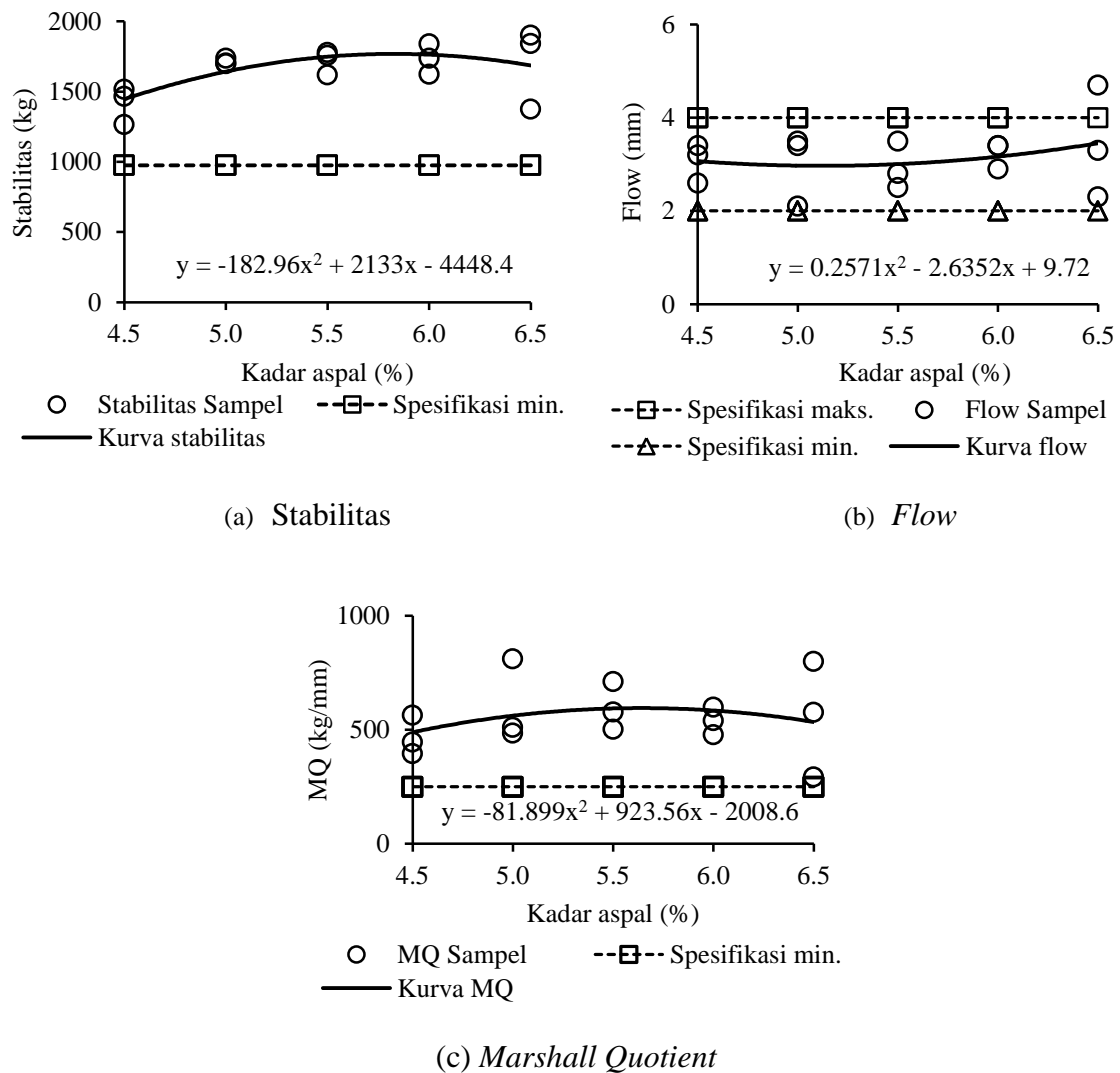 Stabilitas (kg)
2000
1500
1000
500
0
y = -182.96x² + 2133x - 4448.4
4.5 5.0 5.5 6.0 6.5
Kadar aspal (%)
Stabilitas Sampel Spesifikasi min.
Kurva stabilitas
(a) Stabilitas
Flow (mm)
6
4
2
0
y = 0.2571x² - 2.6352x + 9.72
4.5 5.0 5.5 6.0 6.5
Kadar aspal (%)
Spesifikasi maks. Flow Sampel
Spesifikasi min. Kurva flow
(b) Flow
MQ (kg/mm)
1000
500
0
y = -81.899x² + 923.56x - 2008.6
4.5 5.0 5.5 6.0 6.5
Kadar aspal (%)
MQ Sampel Spesifikasi min.
Kurva MQ
(c) Marshall Quotient